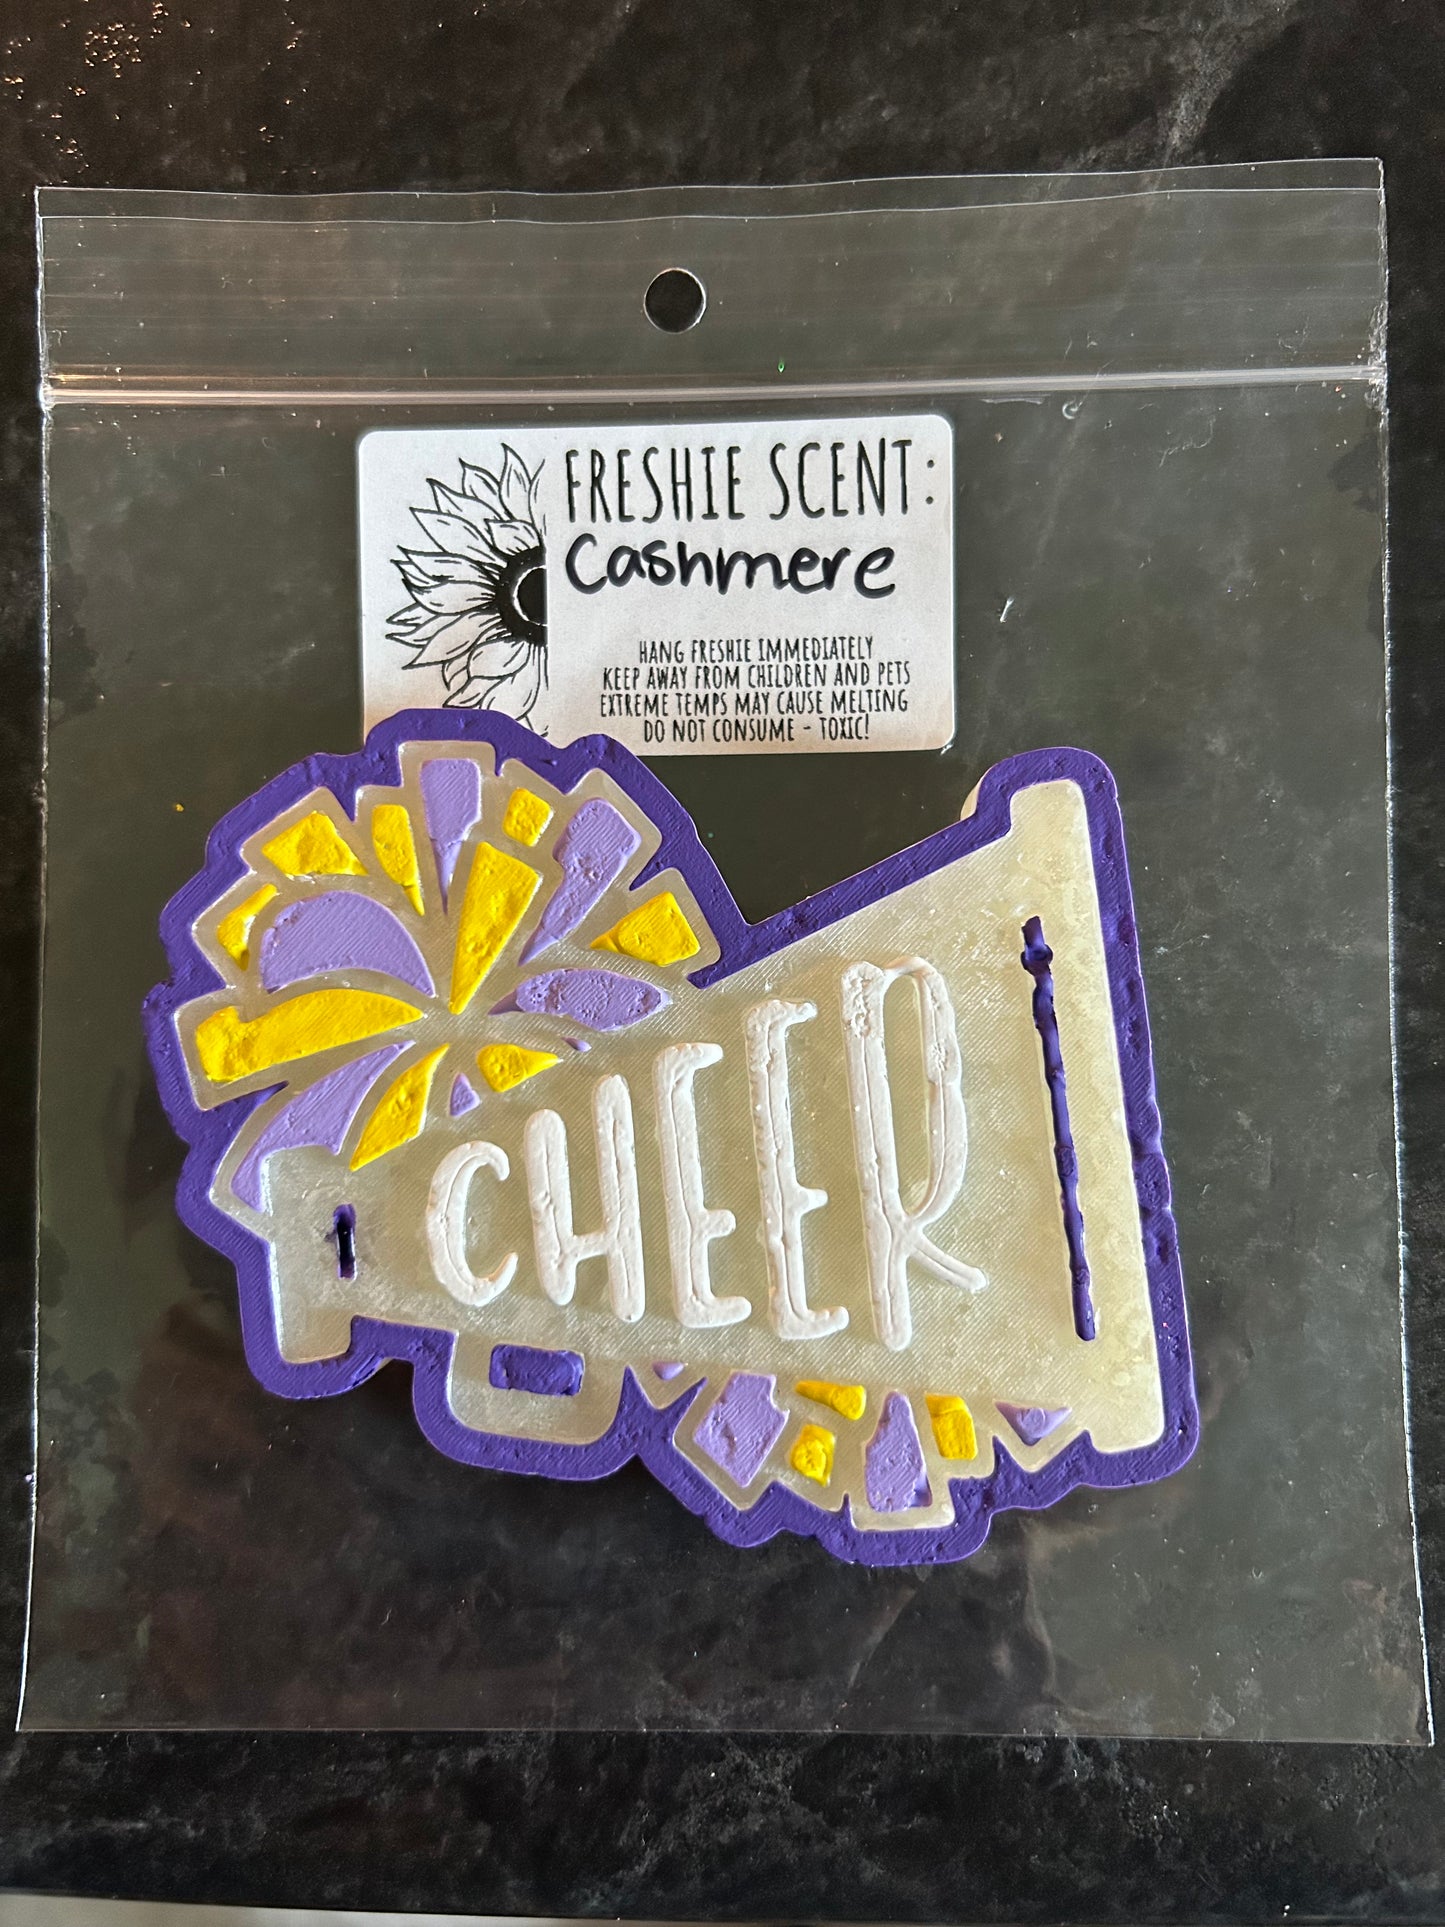 FRESHIE SCENT:
Cashmere
HANG FRESHIE IMMEDIATELY
KEEP AWAY FROM CHILDREN AND PETS
EXTREME TEMPS MAY CAUSE MELTING
DO NOT CONSUME - TOXIC!
CHEER